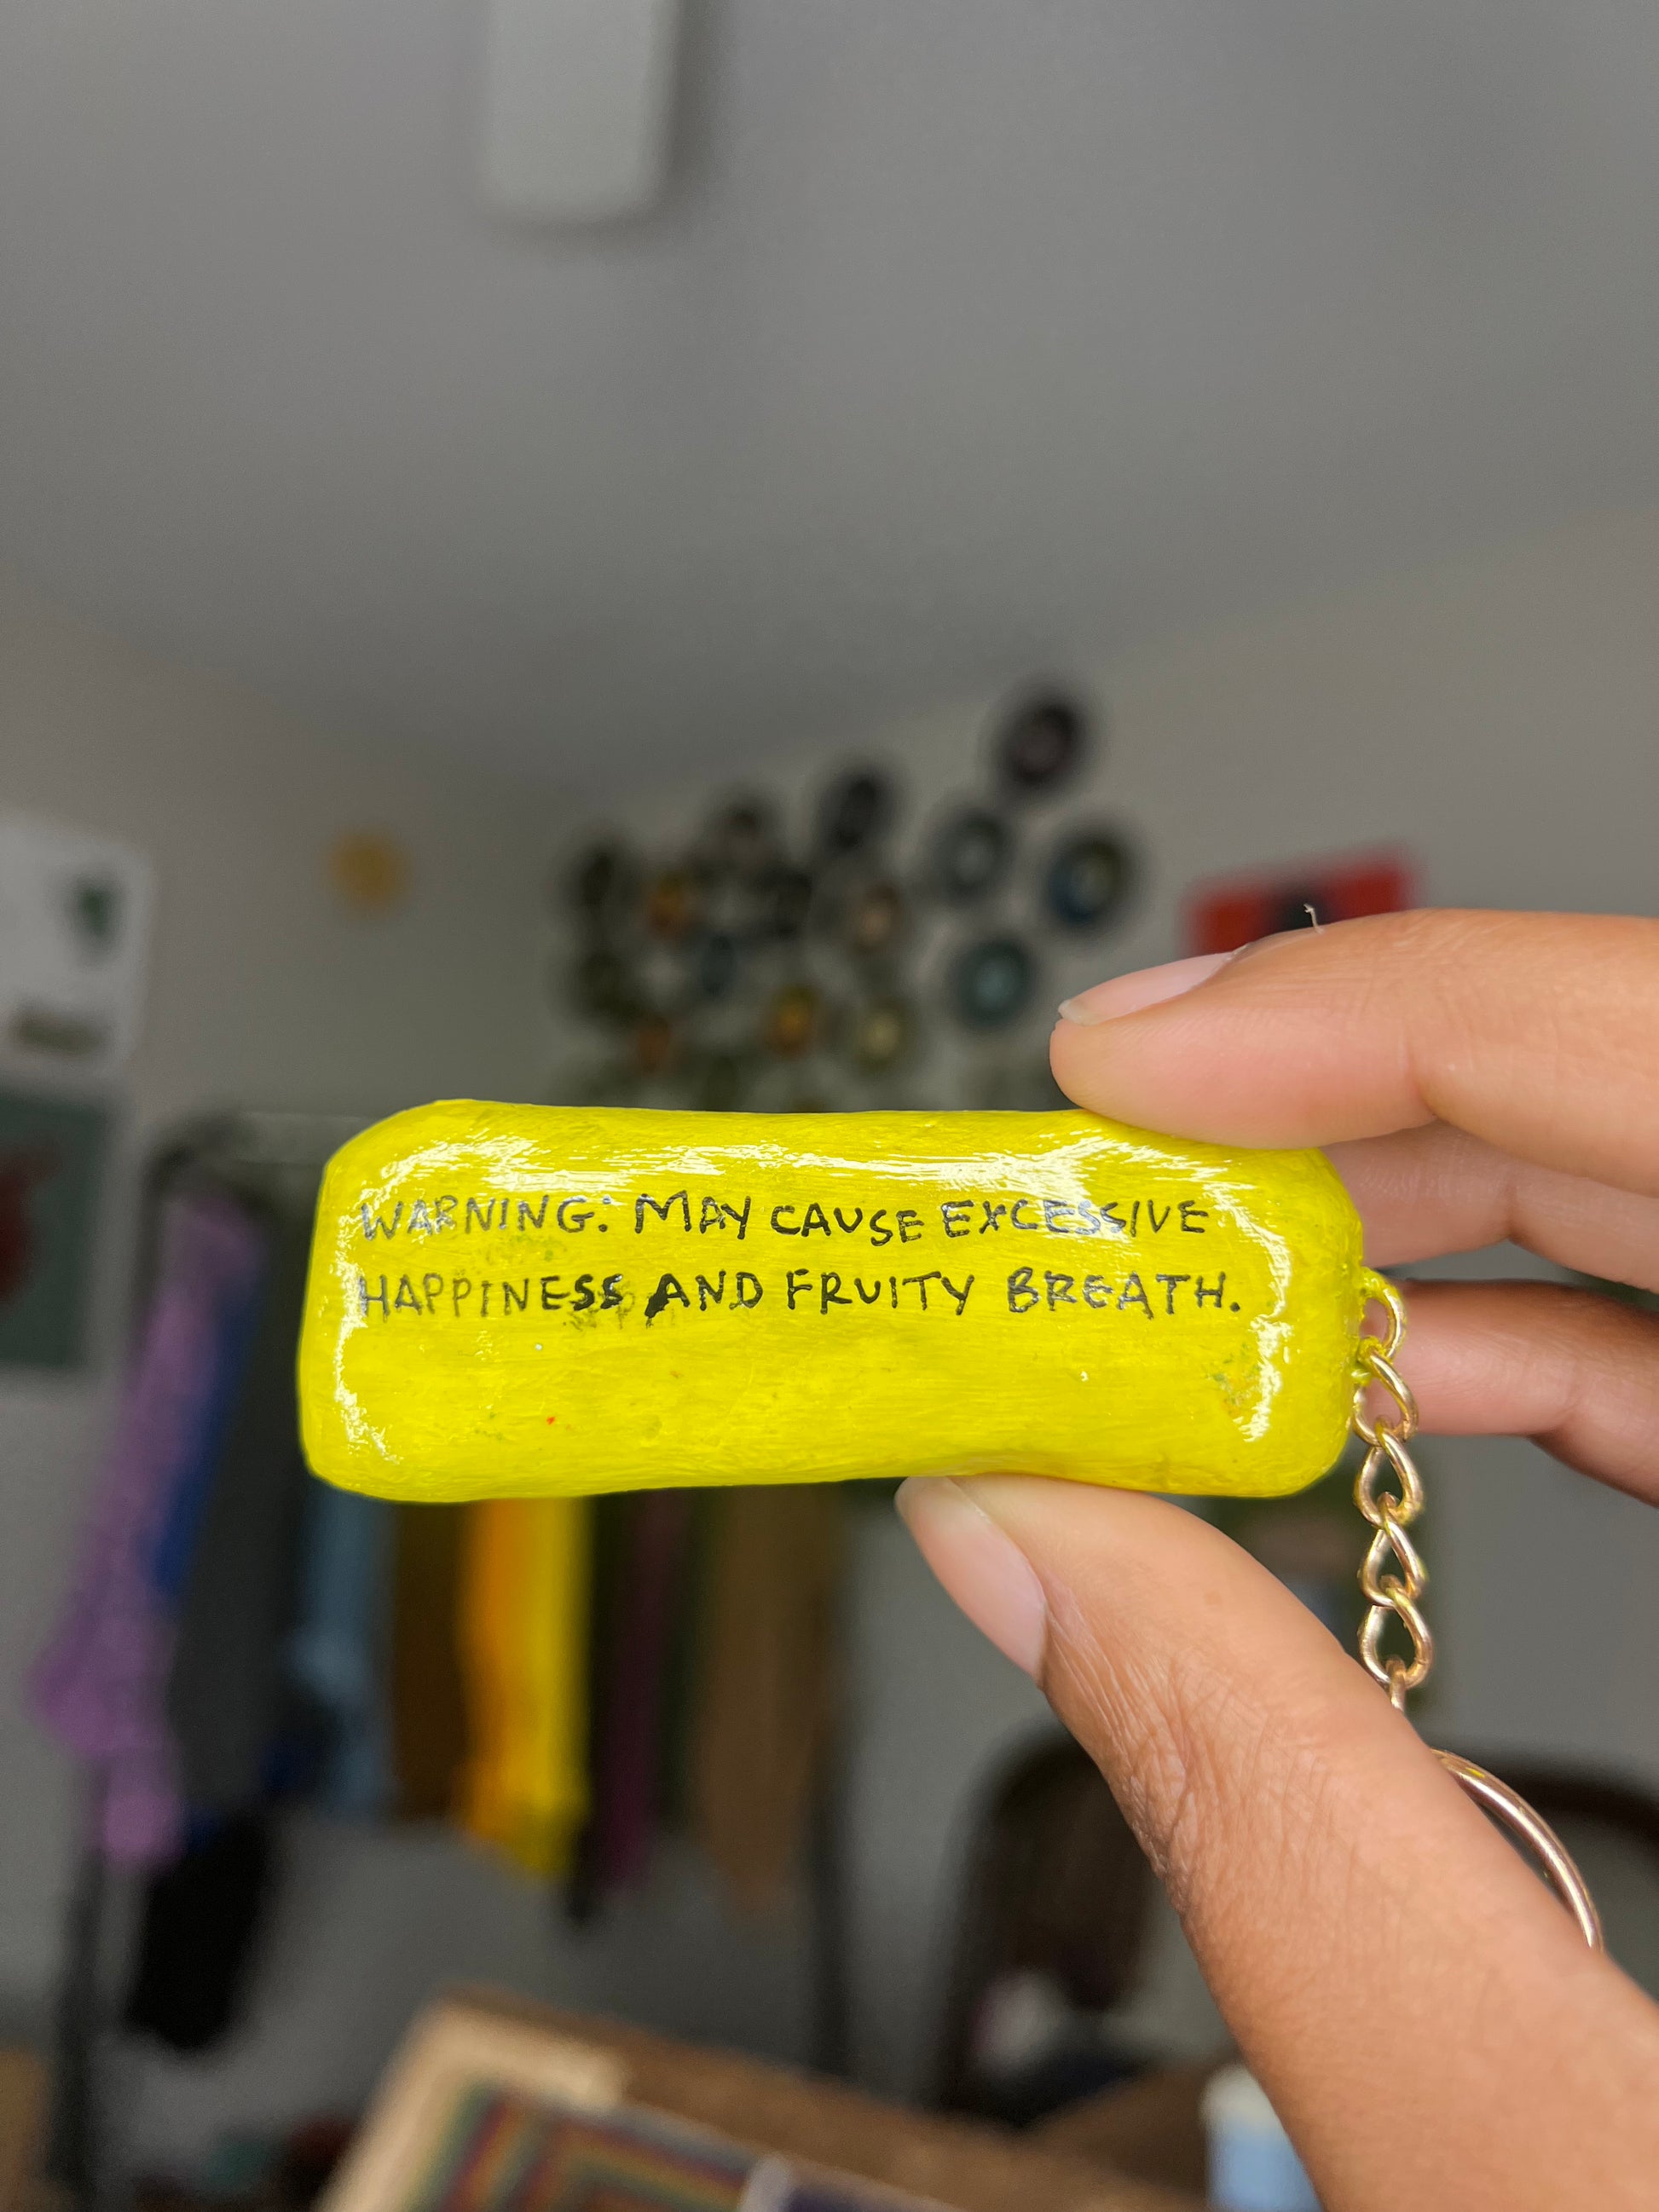 WARNING: MAY CAUSE EXCESSIVE
HAPPINESS AND FRUITY BREATH.